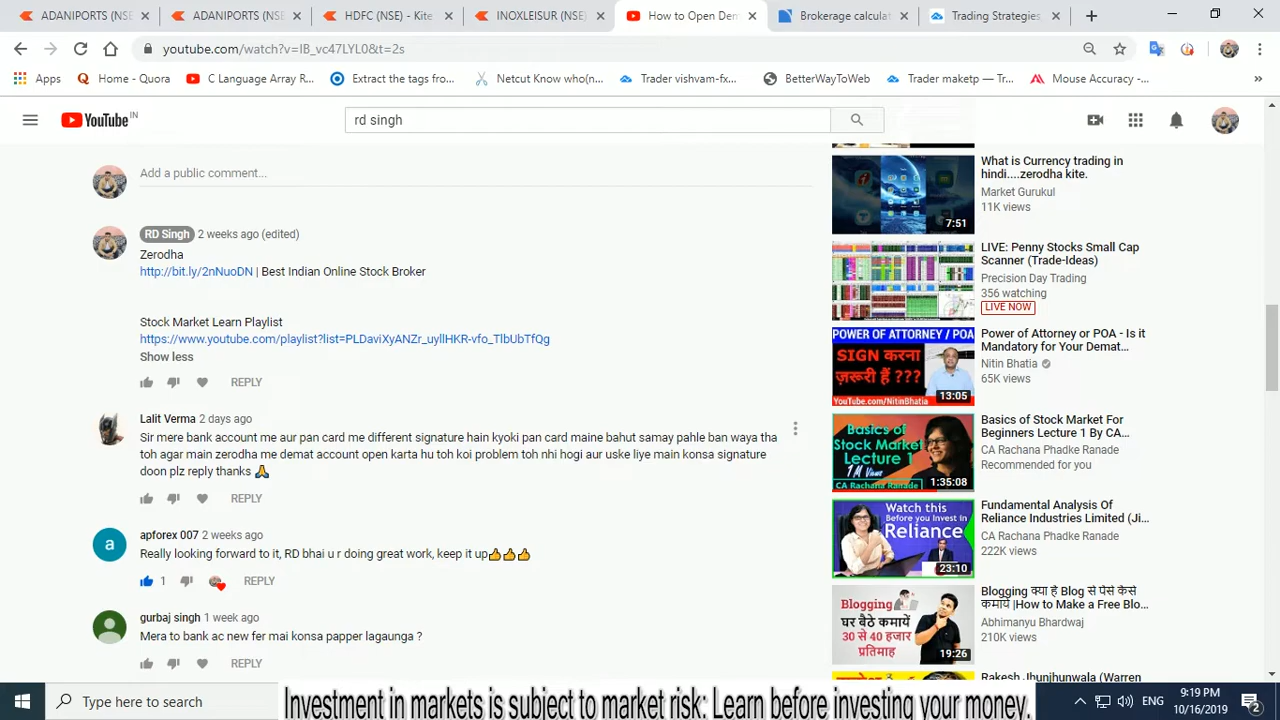 ADANIPORTS (NSE)
ADANIPORTS (NSE)
HDFC (NSE) - Kite
INOXLEISUR (NSE)
How to Open Dem
Brokerage calculat
Trading Strategies,
youtube.com/watch?v=IB_vc47LYL0&t=2s
Apps
Home - Quora
C Language Array R...
Extract the tags fro...
Netcut Know who(n...
Trader vishvam-fx...
BetterWayToWeb
Trader maketp — Tr...
Mouse Accuracy -...
YouTube IN
rd singh
Add a public comment...
RD Singh 2 weeks ago (edited)
Zerodha
http://bit.ly/2nNuoDN | Best Indian Online Stock Broker
Stock Playlist
https://www.youtube.com/playlist?list=PLDaviXyANZr_uyllHKR-vfo_TlbUbTfQg
Show less
REPLY
Lalit Verma 2 days ago
Sir mere bank account me aur pan card me different signature hain kyoki pan card maiue bahut samay pahle ban waya tha
toh agar main zerodha me demat account open karta hu toh koi problem toh nhi hogi aur uske liye main konsa signature
doon plz reply thanks 🙏
REPLY
a
apforex 007 2 weeks ago
Really looking forward to it, RD bhai u r doing great work, keep it up👍👍👍
1
REPLY
g
gurbaj singh 1 week ago
Mera to bank ac new fer mai konsa papper lagaunga ?
REPLY
7:51
What is Currency trading in
hindi....zerodha kite.
Market Gurukul
11K views
LIVE: Penny Stocks Small Cap
Scanner (Trade-Ideas)
Precision Day Trading
356 watching
LIVE NOW
POWER OF ATTORNEY / POA
SIGN करना
ज़रूरी हैं ???
YouTube.com/NitinBhatia
13:05
Power of Attorney or POA - Is it
Mandatory for Your Demat...
Nitin Bhatia
65K views
Basics of
Stock Market
Lecture 1
1 M Views
CA Rachana Ranade
1:35:08
Basics of Stock Market For
Beginners Lecture 1 By CA...
CA Rachana Phadke Ranade
Recommended for you
Watch this
Before you Invest in
Reliance
23:10
Fundamental Analysis Of
Reliance Industries Limited (Ji...
CA Rachana Phadke Ranade
222K views
Blogging
घर बैठे कमायें
30 से 40 हजार
प्रतिमाह
19:26
Blogging क्या है Blog से पैसे कैसे
कमायें |How to Make a Free Blo...
Abhimanyu Bhardwaj
210K views
Rakesh Jhunjhunwala (Warren
Type here to search
Investment in markets is subject to market risk: Learn before investing your money.
ENG
9:19 PM
10/16/2019
2